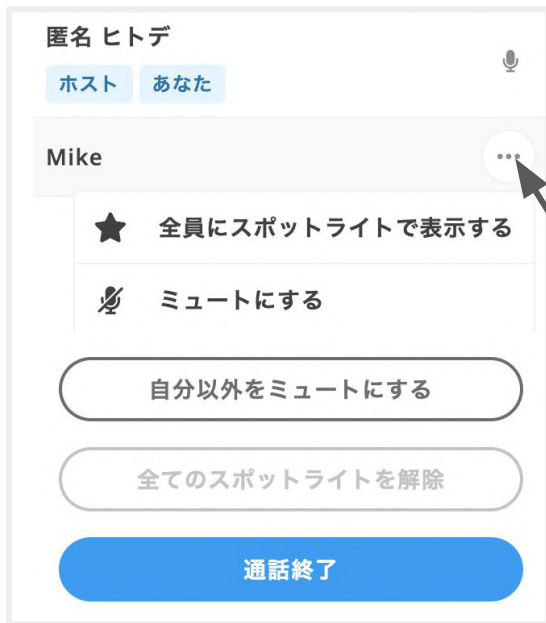 匿名 ヒトデ
ホスト あなた
Mike
全員にスポットライトで表示する
ミュートにする
自分以外をミュートにする
全てのスポットライトを解除
通話終了